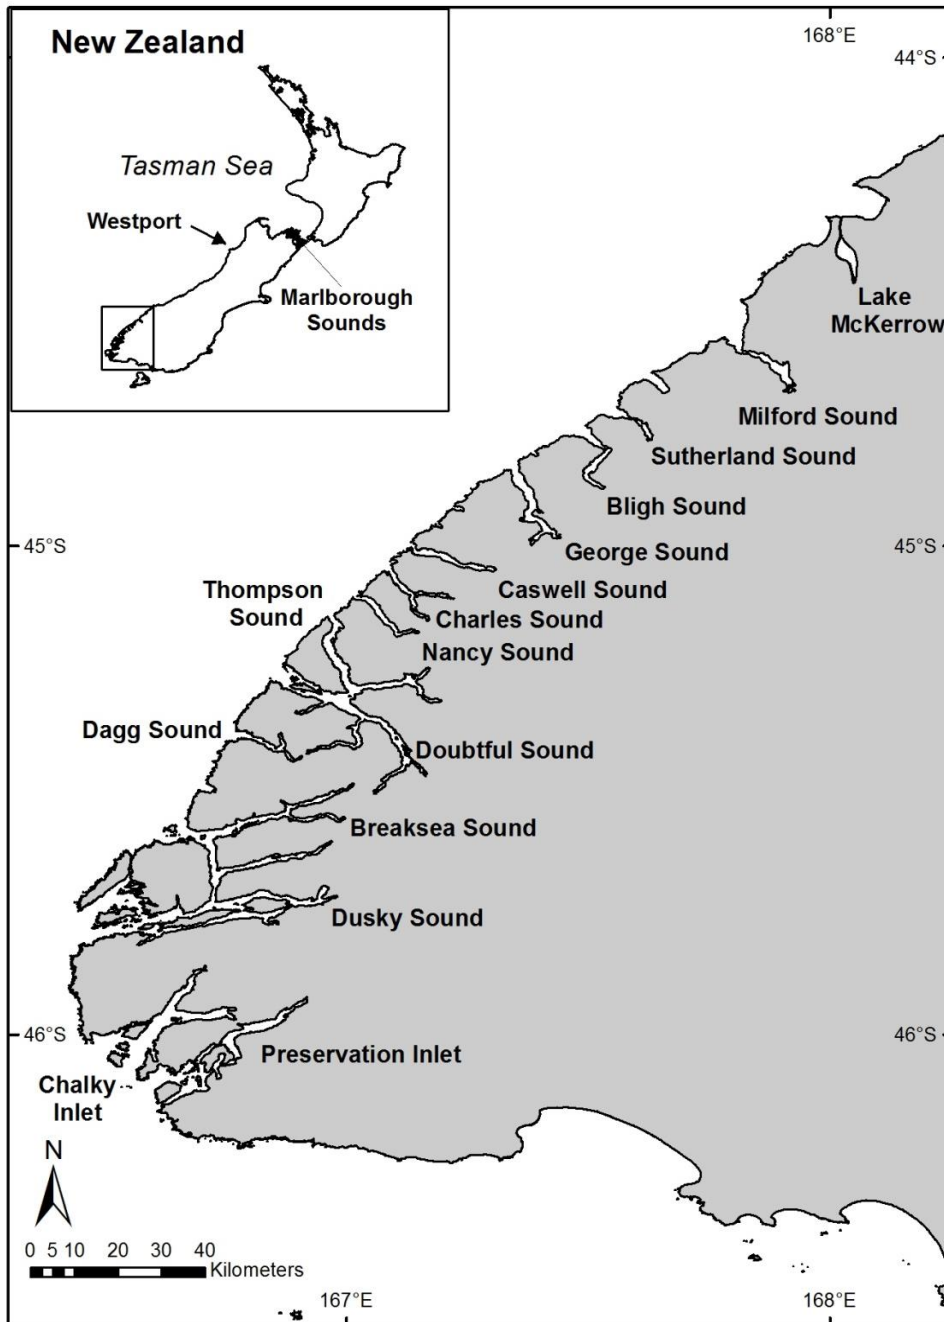 New Zealand
Tasman Sea
Westport
Marlborough
Sounds
168°E
44°S
Lake
McKerrow
Milford Sound
Sutherland Sound
Bligh Sound
George Sound
45°S
45°S
Caswell Sound
Thompson
Sound
Charles Sound
Nancy Sound
Dagg Sound
Doubtful Sound
Breaksea Sound
Dusky Sound
46°S
46°S
Preservation Inlet
Chalky
Inlet
N
0 5 10 20 30 40
Kilometers
167°E
168°E